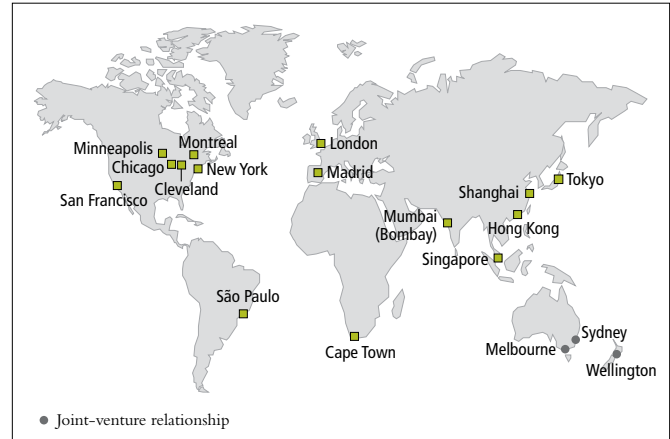 Minneapolis
Montreal
Chicago
New York
Cleveland
San Francisco
London
Madrid
Tokyo
Shanghai
Mumbai
(Bombay)
Hong Kong
Singapore
São Paulo
Cape Town
Sydney
Melbourne
Wellington
Joint-venture relationship